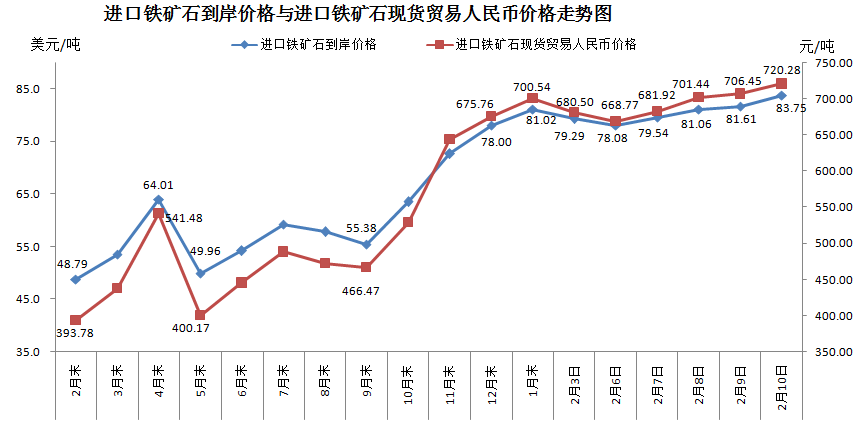 进口铁矿石到岸价格与进口铁矿石现货贸易人民币价格走势图
美元/吨
进口铁矿石到岸价格
进口铁矿石现货贸易人民币价格
元/吨
85.0
75.0
65.0
55.0
45.0
35.0
750.00
700.00
650.00
600.00
550.00
500.00
450.00
400.00
350.00
48.79
64.01
49.96
55.38
78.00
81.02
79.29
78.08
79.54
81.06
81.61
83.75
393.78
541.48
400.17
466.47
675.76
700.54
680.50
668.77
681.92
701.44
706.45
720.28
2月末
3月末
4月末
5月末
6月末
7月末
8月末
9月末
10月末
11月末
12月末
1月末
2月3日
2月6日
2月7日
2月8日
2月9日
2月10日